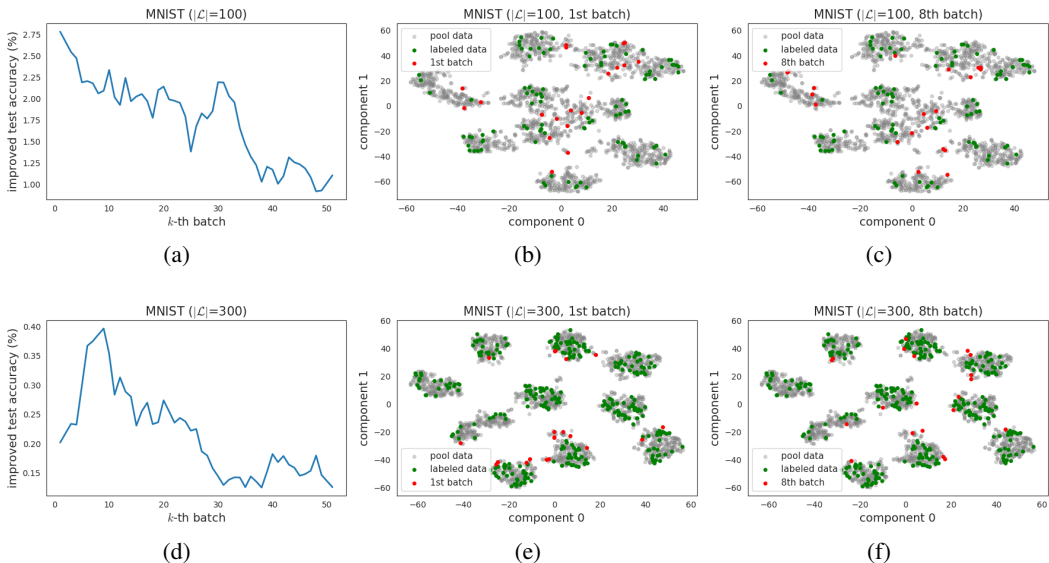 MNIST (|ℒ|=100)
improved test accuracy (%)
2.75
2.50
2.25
2.00
1.75
1.50
1.25
1.00
0 10 20 30 40 50
k-th batch
(a)
MNIST (|ℒ|=100, 1st batch)
component 1
60
40
20
0
−20
−40
−60
pool data
labeled data
1st batch
−60 −40 −20 0 20 40
component 0
(b)
MNIST (|ℒ|=100, 8th batch)
component 1
60
40
20
0
−20
−40
−60
pool data
labeled data
8th batch
−60 −40 −20 0 20 40
component 0
(c)
MNIST (|ℒ|=300)
improved test accuracy (%)
0.40
0.35
0.30
0.25
0.20
0.15
0 10 20 30 40 50
k-th batch
(d)
MNIST (|ℒ|=300, 1st batch)
component 1
60
40
20
0
−20
−40
−60
pool data
labeled data
1st batch
−60 −40 −20 0 20 40 60
component 0
(e)
MNIST (|ℒ|=300, 8th batch)
component 1
60
40
20
0
−20
−40
−60
pool data
labeled data
8th batch
−60 −40 −20 0 20 40 60
component 0
(f)